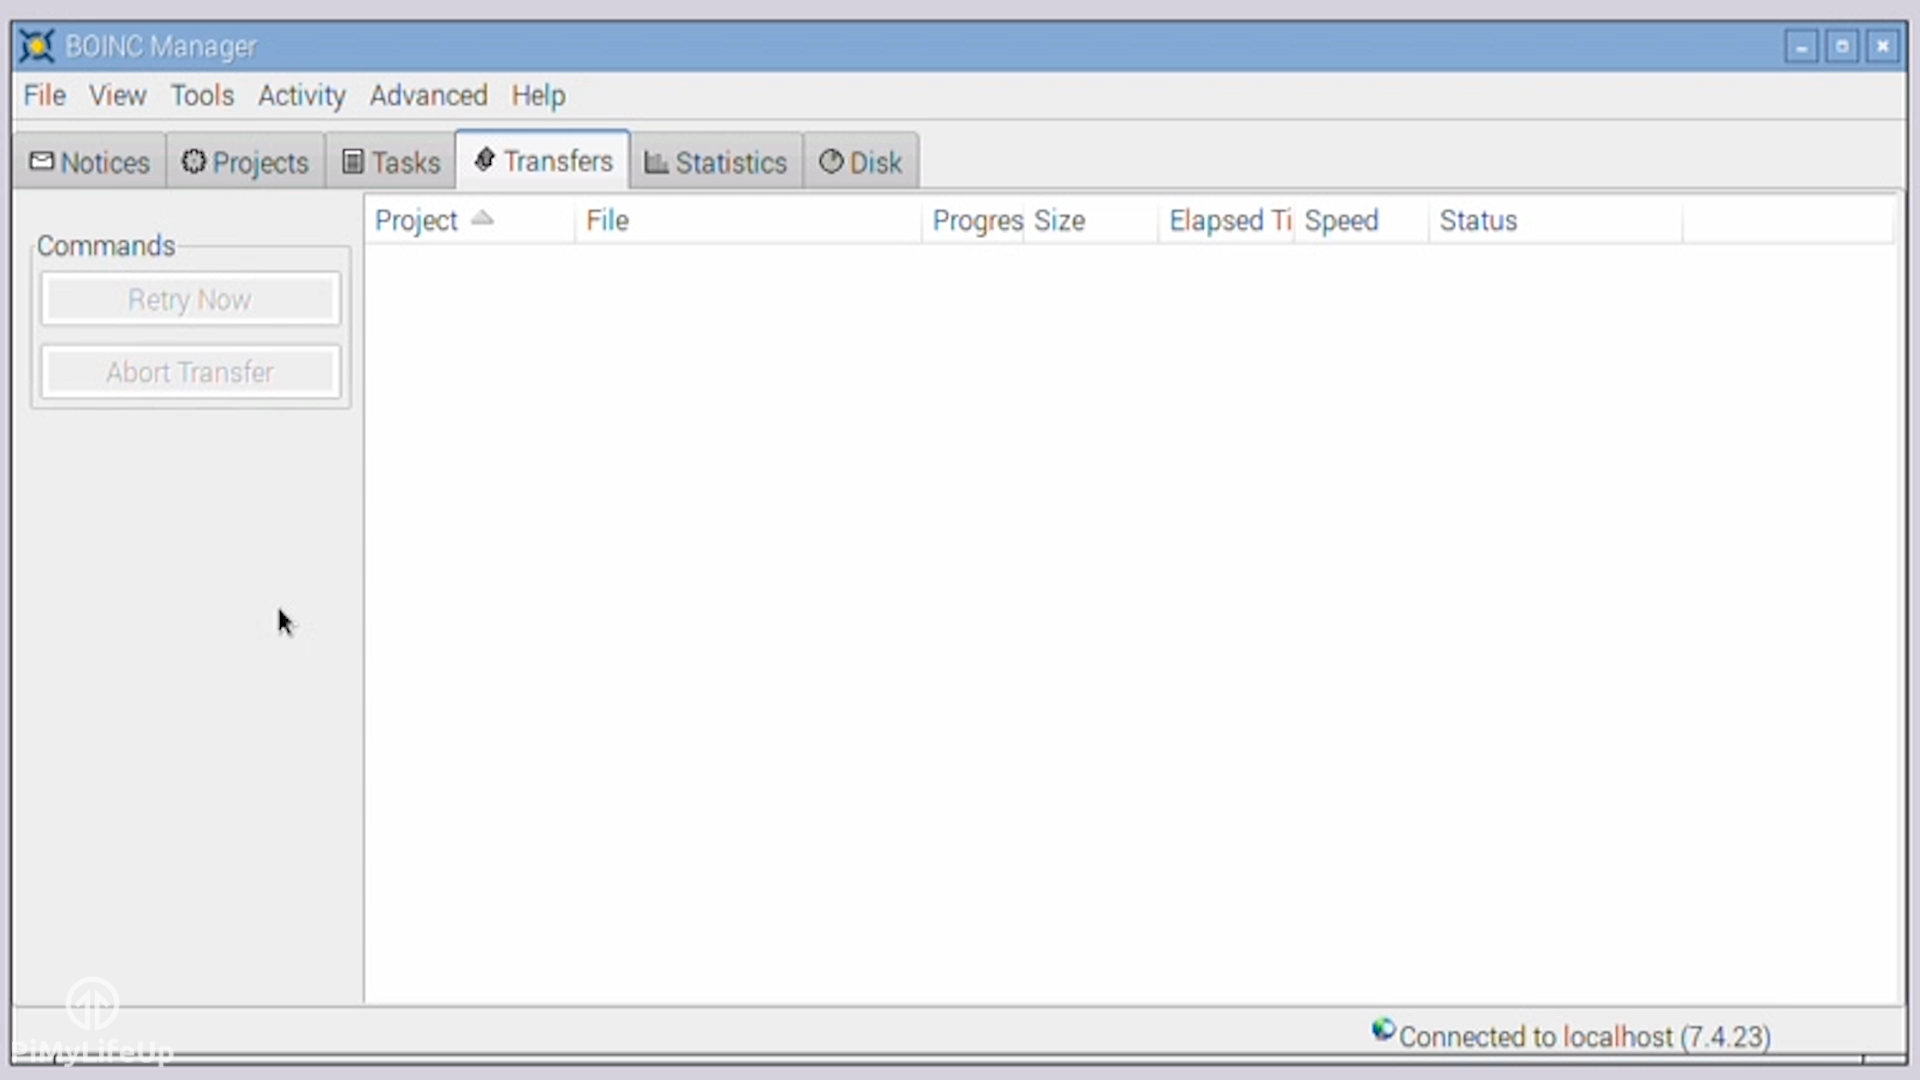 BOINC Manager
File View Tools Activity Advanced Help
Notices Projects Tasks Transfers Statistics Disk
Project File Progres Size Elapsed Ti Speed Status
Commands
Retry Now
Abort Transfer
PiMyLifeUp
Connected to localhost (7.4.23)